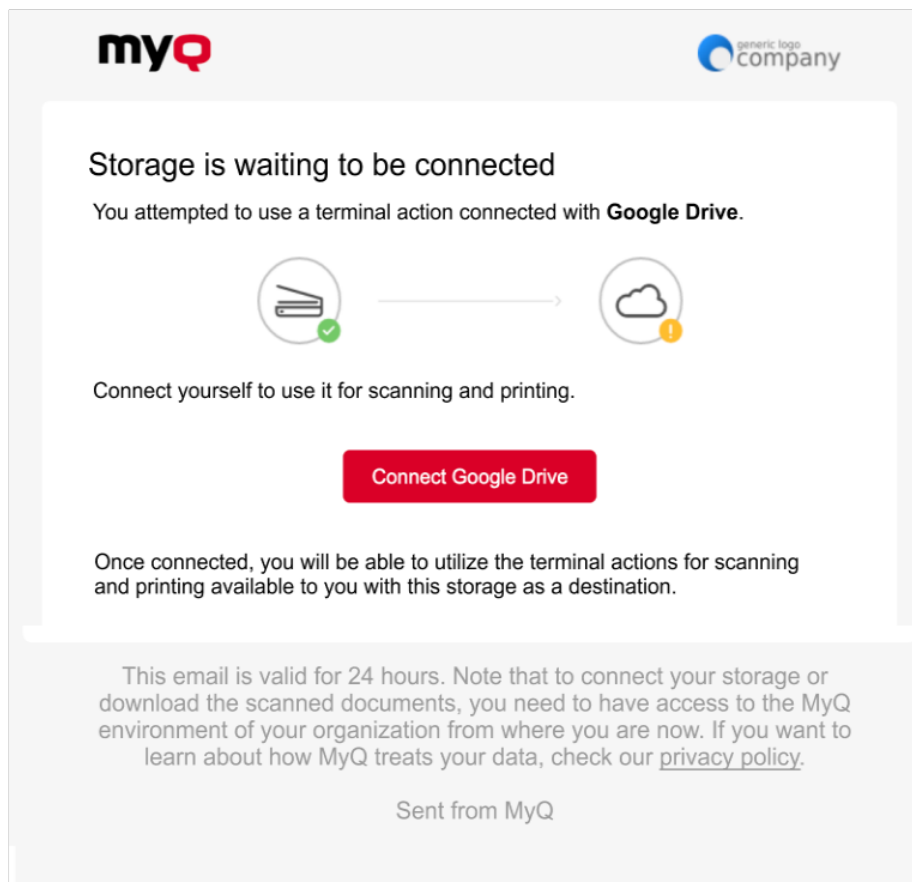 myQ
generic logo
company
Storage is waiting to be connected
You attempted to use a terminal action connected with Google Drive.
Connect yourself to use it for scanning and printing.
Connect Google Drive
Once connected, you will be able to utilize the terminal actions for scanning
and printing available to you with this storage as a destination.
This email is valid for 24 hours. Note that to connect your storage or
download the scanned documents, you need to have access to the MyQ
environment of your organization from where you are now. If you want to
learn about how MyQ treats your data, check our privacy policy.
Sent from MyQ